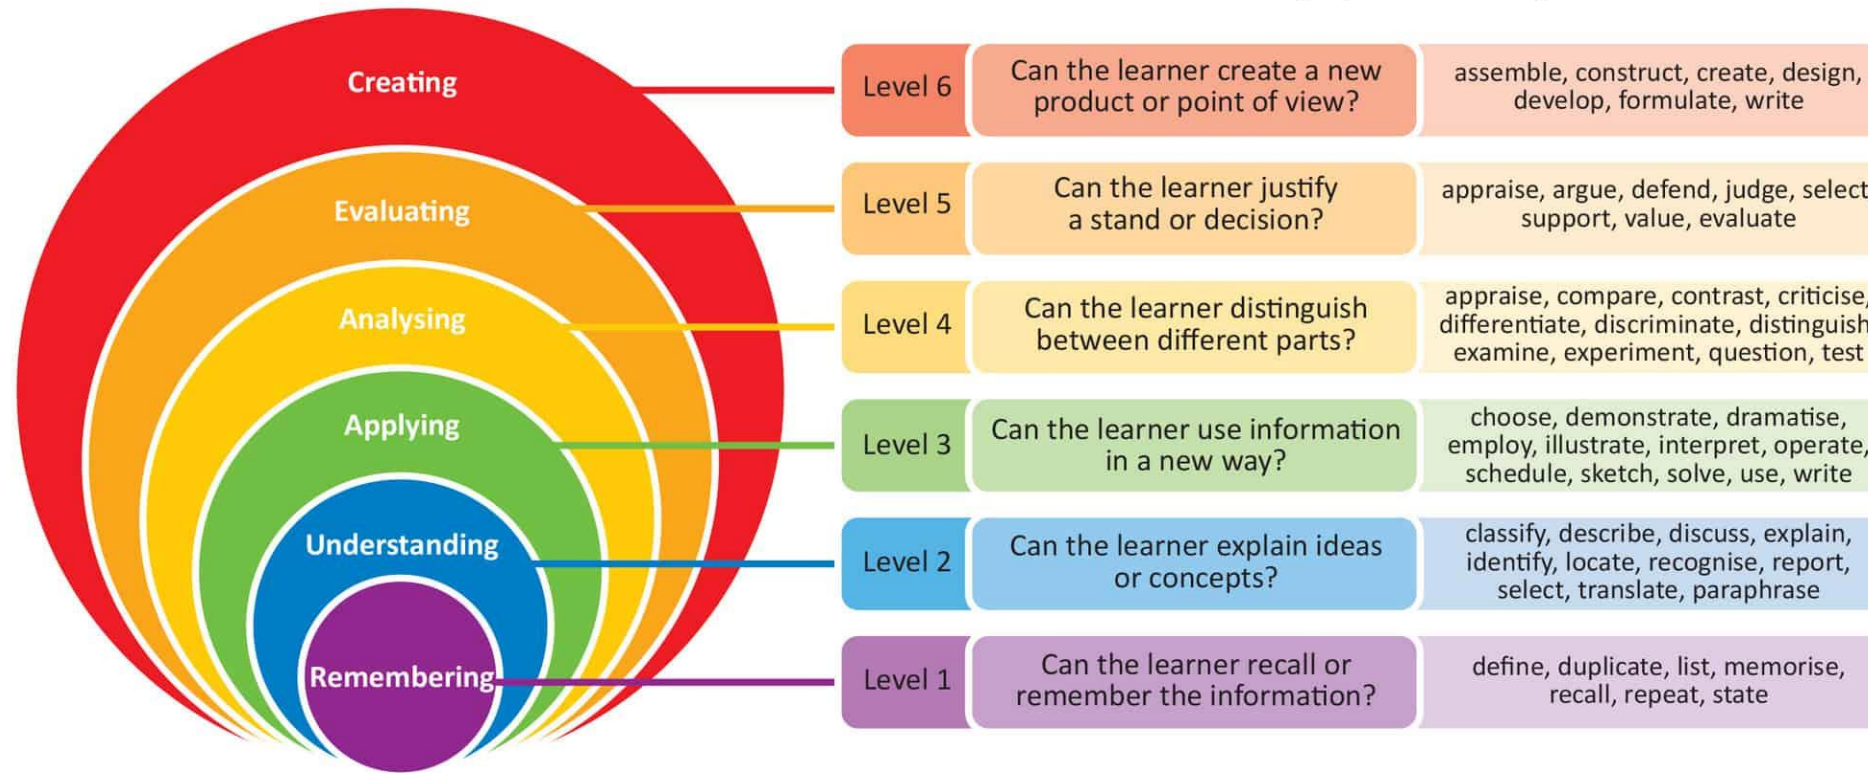 Creating
Level 6
Can the learner create a new
product or point of view?
assemble, construct, create, design,
develop, formulate, write
Evaluating
Level 5
Can the learner justify
a stand or decision?
appraise, argue, defend, judge, select
support, value, evaluate
Analysing
Level 4
Can the learner distinguish
between different parts?
appraise, compare, contrast, criticise,
differentiate, discriminate, distinguish
examine, experiment, question, test
Applying
Level 3
Can the learner use information
in a new way?
choose, demonstrate, dramatise,
employ, illustrate, interpret, operate,
schedule, sketch, solve, use, write
Understanding
Level 2
Can the learner explain ideas
or concepts?
classify, describe, discuss, explain,
identify, locate, recognise, report,
select, translate, paraphrase
Remembering
Level 1
Can the learner recall or
remember the information?
define, duplicate, list, memorise,
recall, repeat, state